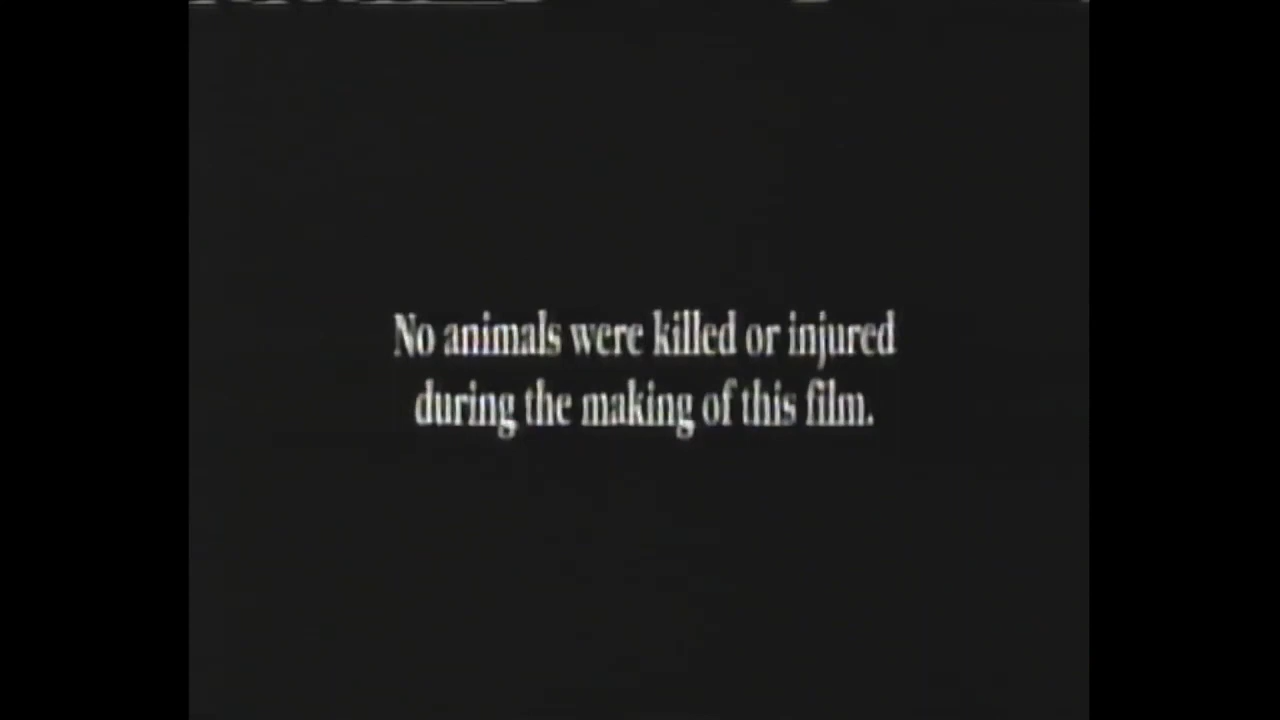 No animals were killed or injured
during the making of this film.